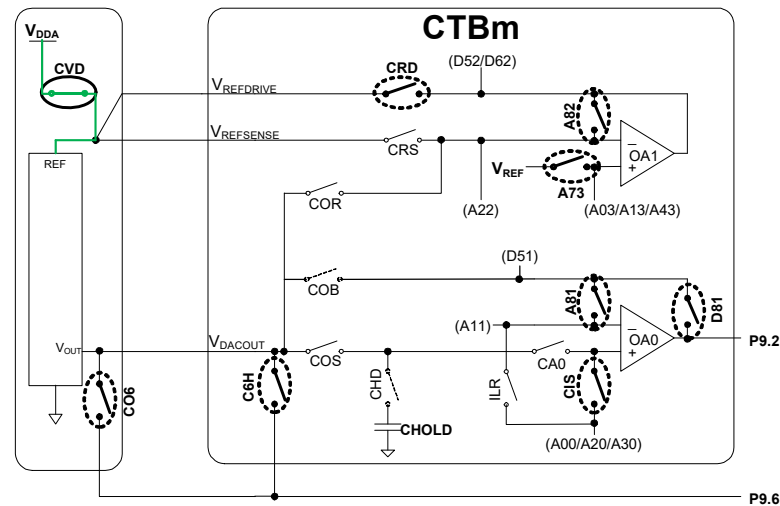 CTBm
VDDA
CVD
CRD
(D52/D62)
VREFDRIVE
A82
VREFSENSE
CRS
OA1
REF
VREF
A73
COR
(A22)
(A03/A13/A43)
(D51)
COB
A81
D81
(A11)
OA0
VOUT
VDACOUT
COS
CA0
P9.2
CO6
C6H
CHD
ILR
CIS
CHOLD
(A00/A20/A30)
P9.6